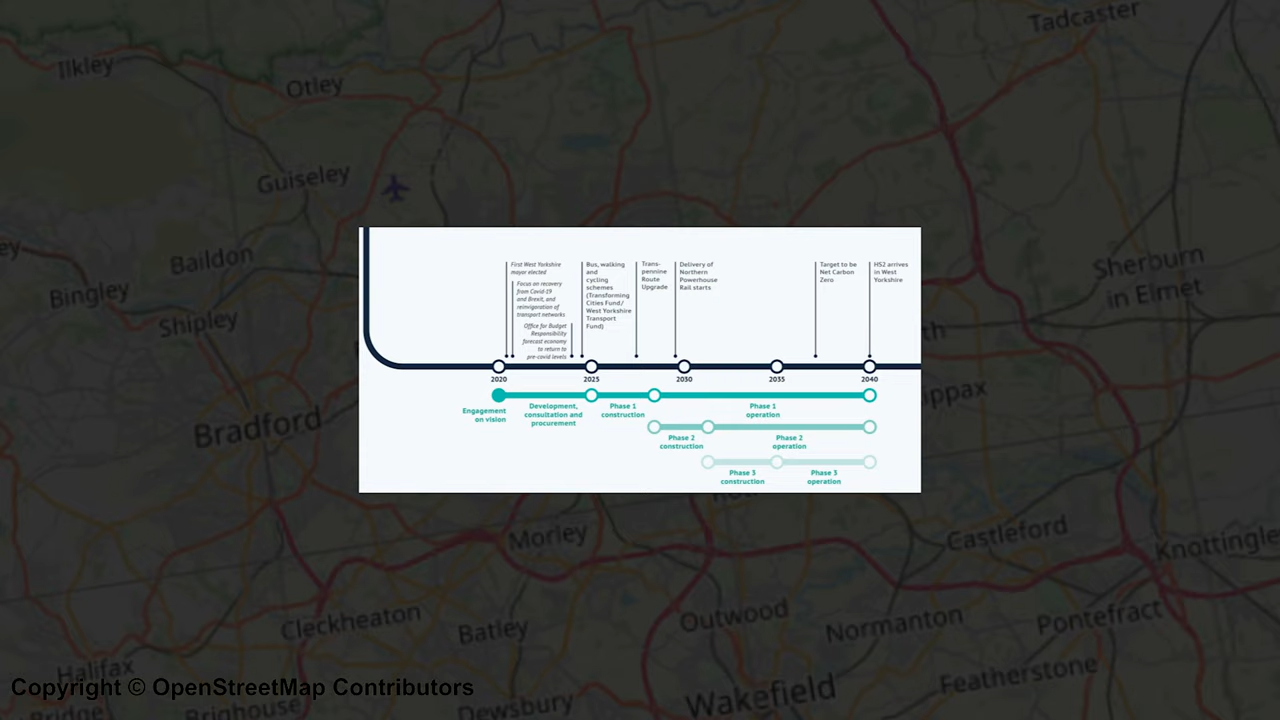 Tadcaster
Ilkley
Otley
Guiseley
Baildon
Bingley
Shipley
Sherburn
in Elmet
Bradford
First West Yorkshire
mayor elected
Focus on recovery
from Covid-19
and Brexit, and
reinvigoration of
transport networks
Office for Budget
Responsibility
forecast economy
to return to
pre-covid levels
Bus, walking
and
cycling
schemes
(Transforming
Cities Fund/
West Yorkshire
Transport
Fund)
Trans-
pennine
Route
Upgrade
Delivery of
Northern
Powerhouse
Rail starts
Target to be
Net Carbon
Zero
HS2 arrives
in West
Yorkshire
2020
2025
2030
2035
2040
Engagement
on vision
Development,
consultation and
procurement
Phase 1
construction
Phase 1
operation
Phase 2
construction
Phase 2
operation
Phase 3
construction
Phase 3
operation
Morley
Castleford
Knottingle
Cleckheaton
Batley
Outwood
Normanton
Pontefract
Halifax
Featherstone
Wakefield
Dewsbury
Brighouse
Bridge
Copyright © OpenStreetMap Contributors